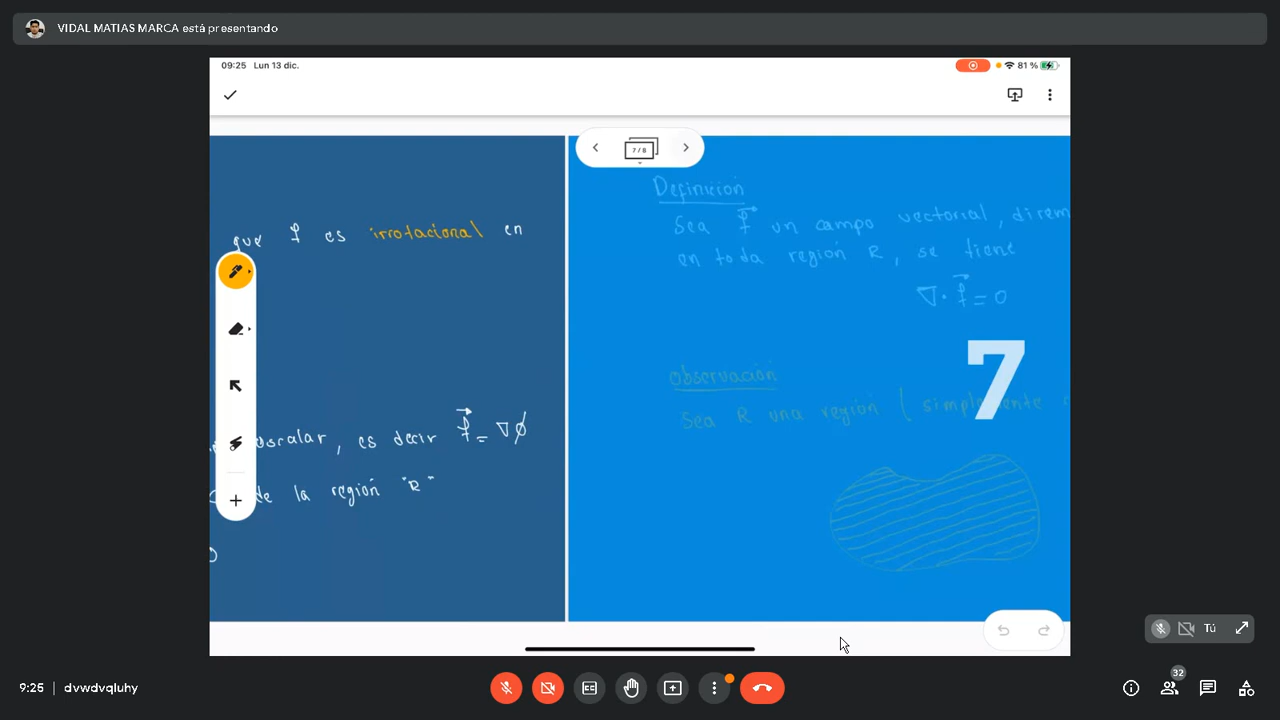 VIDAL MATIAS MARCA está presentando
09:25 Lun 13 dic.
81 %
7/8
que f es irrotacional en
escalar, es decir f = ∇ϕ
de la región "R"
Definición
Sea f un campo vectorial, direm
en toda región R, se tiene
∇· f = 0
7
Observación
Sea R una región ( simplemente
Tú
9:25 | dvwdvqluhy
32